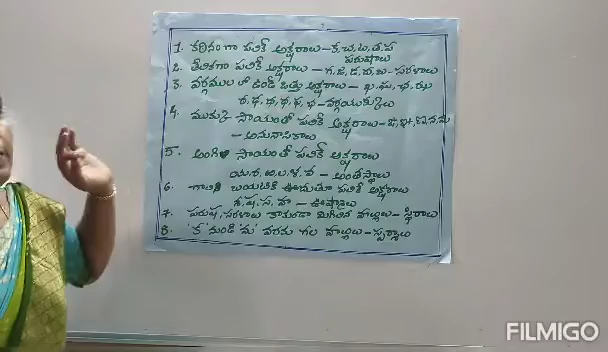 1. కఠినంగా పలికే అక్షరాలు - క,చ,ట,త,ప
పరుషాలు
2. తేలికగా పలికే అక్షరాలు - గ,జ,డ,ద,బ - సరళాలు
3. వర్గములలో ఉండే ఒత్తు అక్షరాలు - ఖ,ఘ,ఛ,ఝ
ఠ,ఢ,థ,ధ,ఫ,భ - వర్గయుక్కులు
4. ముక్కు సాయంతో పలికే అక్షరాలు - ఙ,ఞ,ణ,న,మ
- అనునాసికాలు
5. అంగిలి సాయంతో పలికే అక్షరాలు
య,ర,ల,ళ,వ - అంతస్థాలు
6. గాలిని బయటికి ఊదుతూ పలికే అక్షరాలు
శ,ష,స,హ - ఊష్మాలు
7. పరుష,సరళాలు కాకుండా మిగిలిన హల్లులు - స్థిరాలు
8. 'క' నుండి 'మ' వరకు గల హల్లులు - స్పర్శాలు
FILMIGO